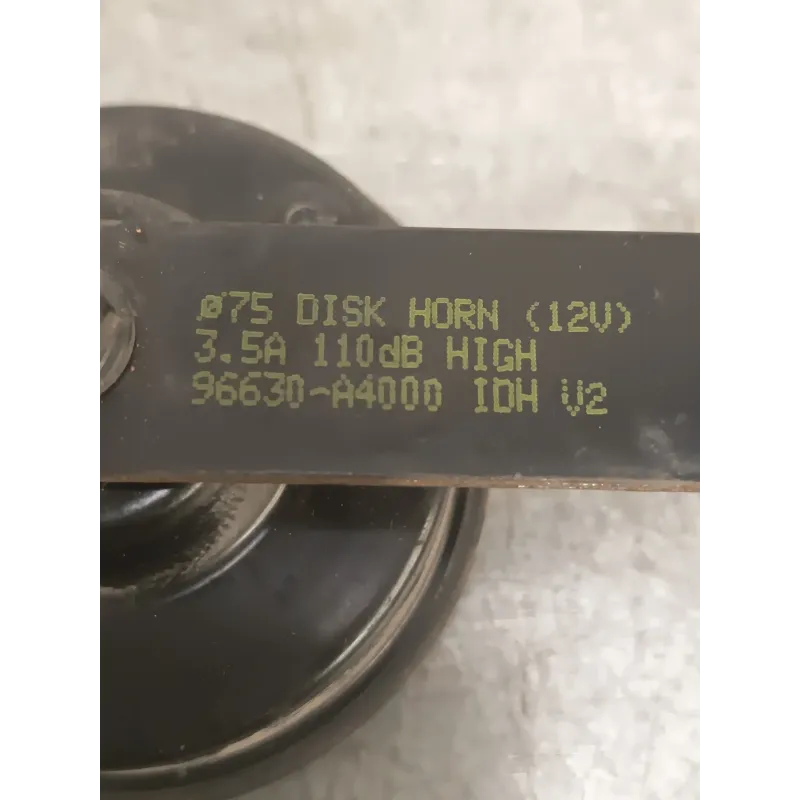 Ø75 DISK HORN (12V)
3.5A 110dB HIGH
96630-A4000 IDH V2